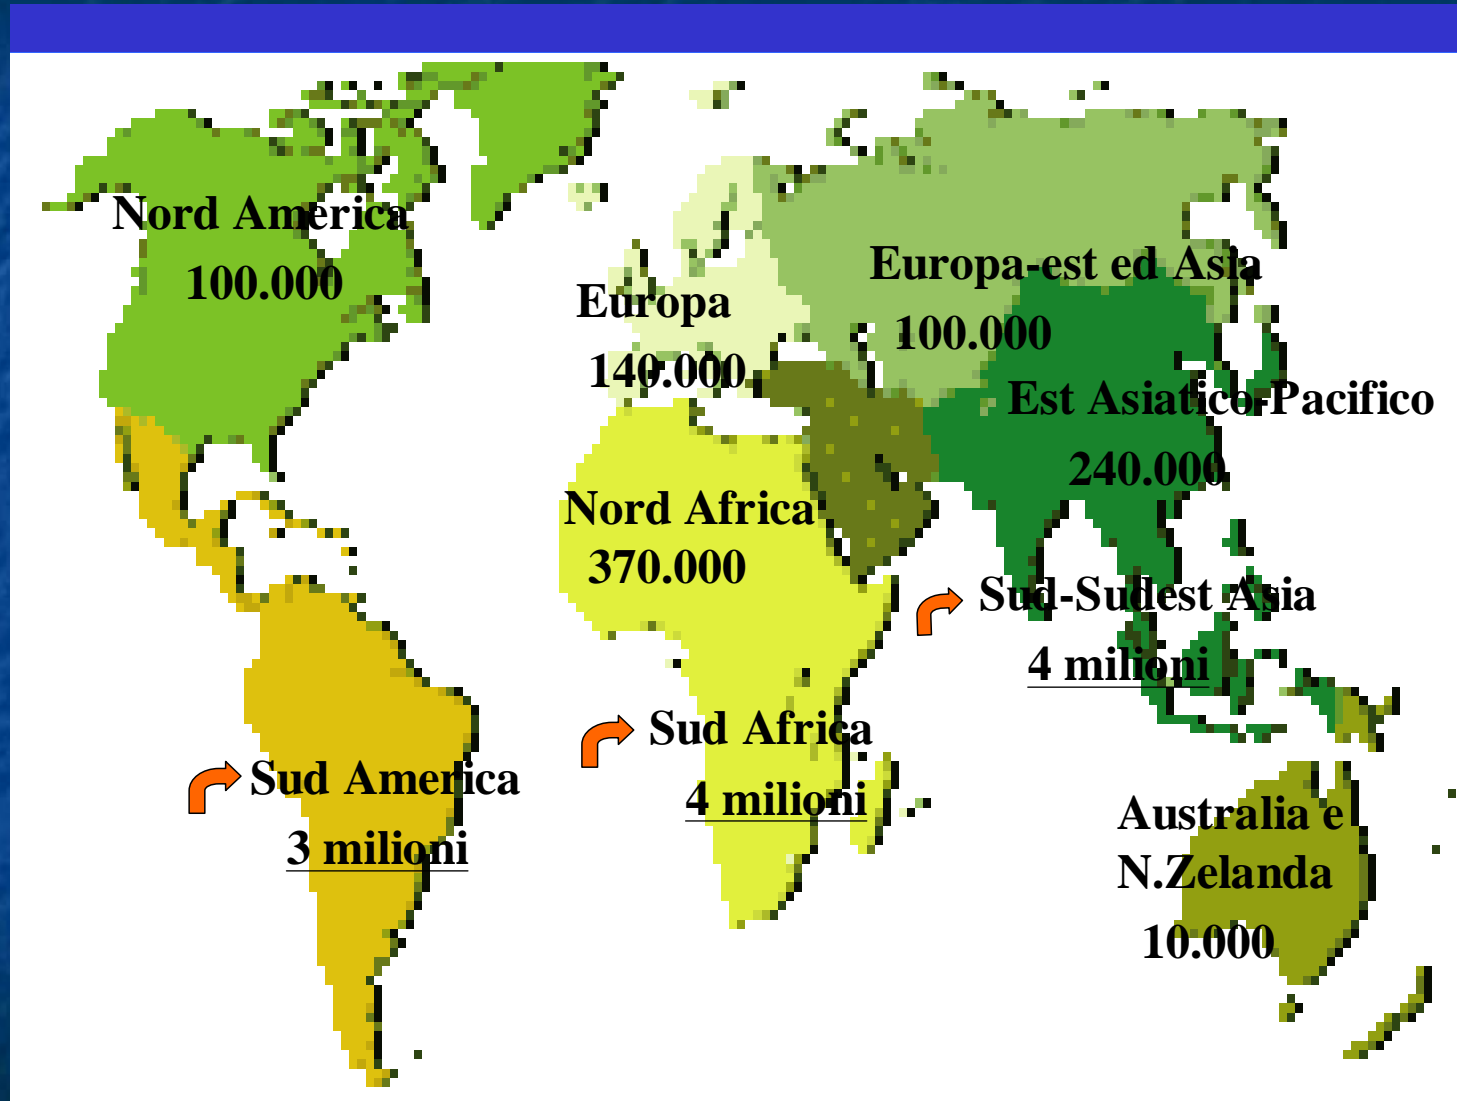 Nord America
100.000
Europa
140.000
Europa-est ed Asia
100.000
Est Asiatico-Pacifico
240.000
Nord Africa
370.000
Sud-Sudest Asia
4 milioni
Sud Africa
4 milioni
Sud America
3 milioni
Australia e
N.Zelanda
10.000